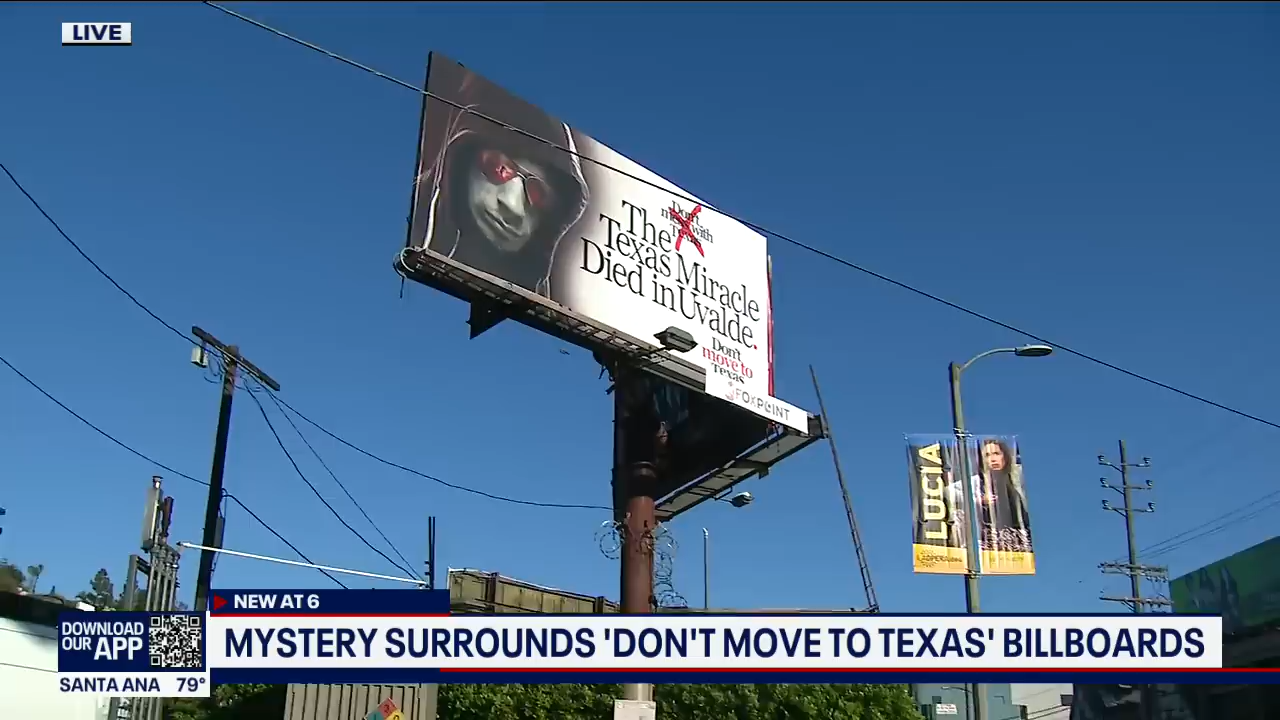 LIVE
Don't
mess with
Texas
The
Texas Miracle
Died in Uvalde.
Don't
move to
Texas
FOXPOINT
LUCIA
NEW AT 6
DOWNLOAD
OUR APP
MYSTERY SURROUNDS 'DON'T MOVE TO TEXAS' BILLBOARDS
SANTA ANA 79°